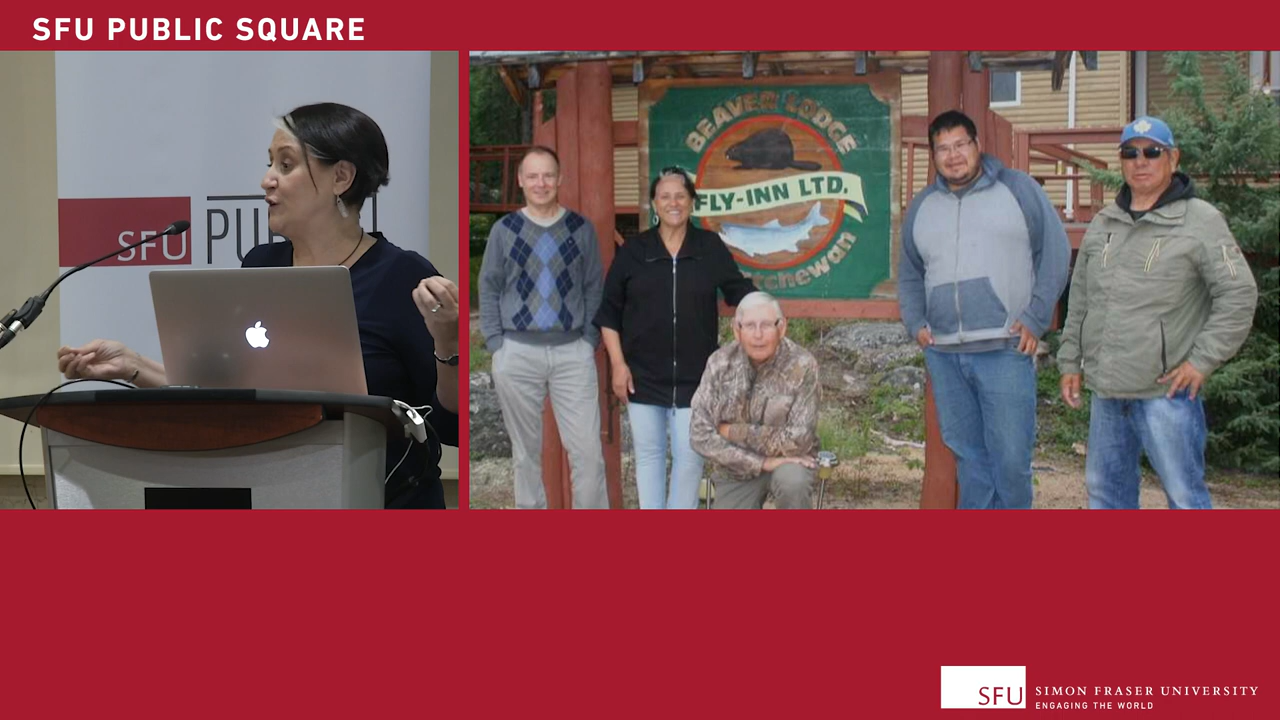 SFU PUBLIC SQUARE
SFU
BEAVER LODGE
FLY-INN LTD.
SFU
SIMON FRASER UNIVERSITY
ENGAGING THE WORLD